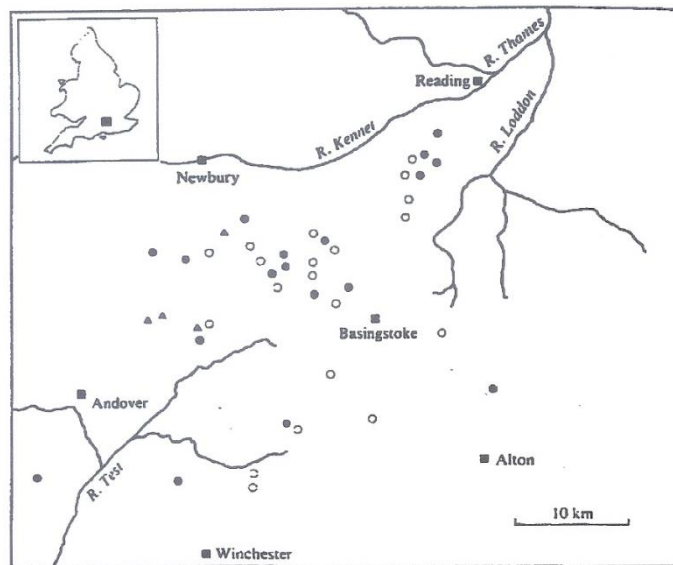 R. Thames
Reading
R. Loddon
R. Kennet
Newbury
Basingstoke
Andover
R. Test
Alton
10 km
Winchester